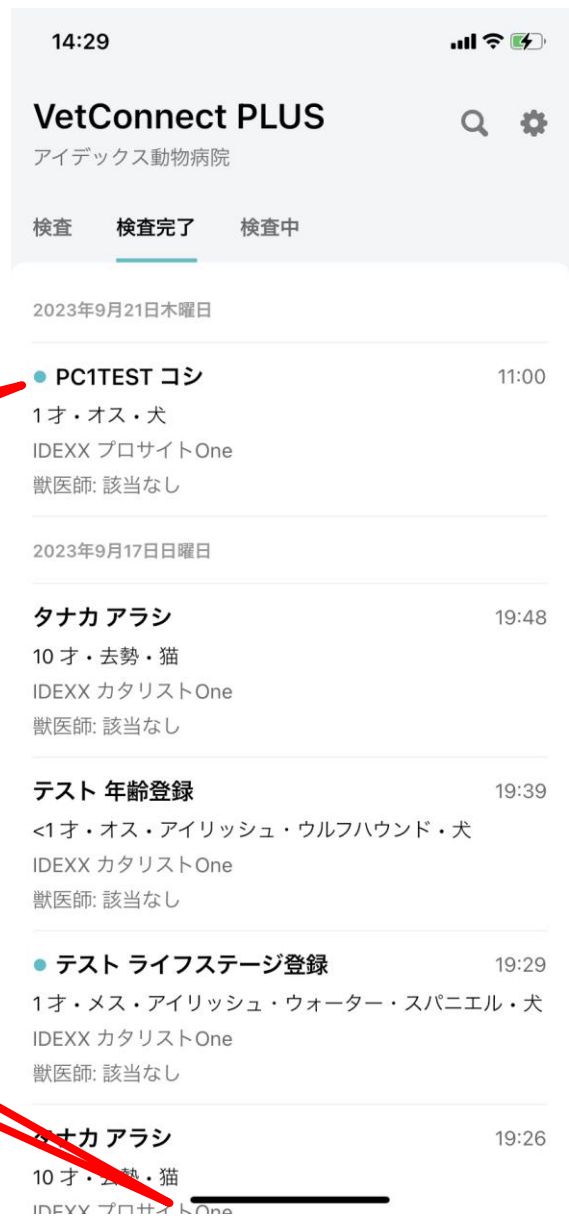 14:29
VetConnect PLUS
アイデックス動物病院
検査 検査完了 検査中
2023年9月21日木曜日
PC1TEST コシ 11:00
1才・オス・犬
IDEXX プロサイトOne
獣医師: 該当なし
2023年9月17日日曜日
タナカ アラシ 19:48
10 才・去勢・猫
IDEXX カタリストOne
獣医師: 該当なし
テスト 年齢登録 19:39
<1才・オス・アイリッシュ・ウルフハウンド・犬
IDEXX カタリストOne
獣医師: 該当なし
テスト ライフステージ登録 19:29
1才・メス・アイリッシュ・ウォーター・スパニエル・犬
IDEXX カタリストOne
獣医師: 該当なし
タナカ アラシ 19:26
10 才・去勢・猫
IDEXX プロサイトOne